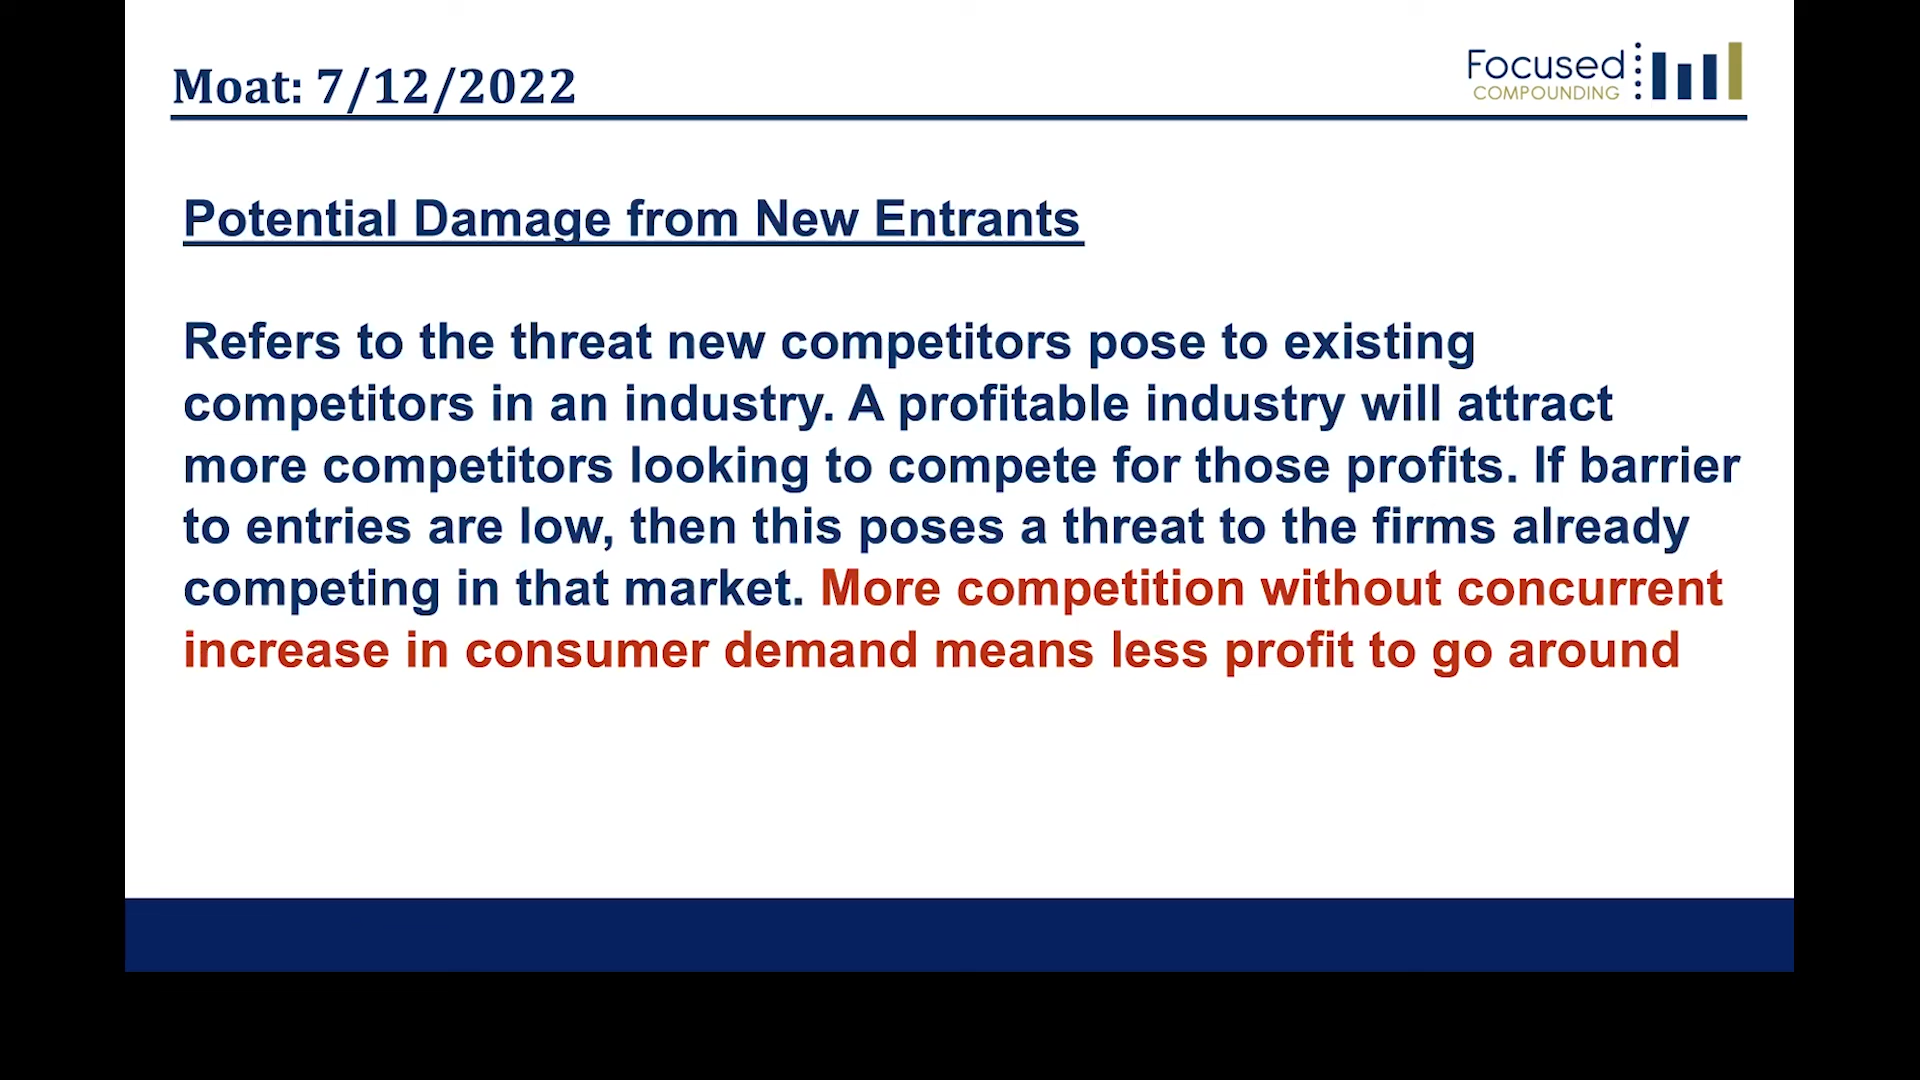 Moat: 7/12/2022
Focused
COMPOUNDING
Potential Damage from New Entrants
Refers to the threat new competitors pose to existing
competitors in an industry. A profitable industry will attract
more competitors looking to compete for those profits. If barrier
to entries are low, then this poses a threat to the firms already
competing in that market. More competition without concurrent
increase in consumer demand means less profit to go around